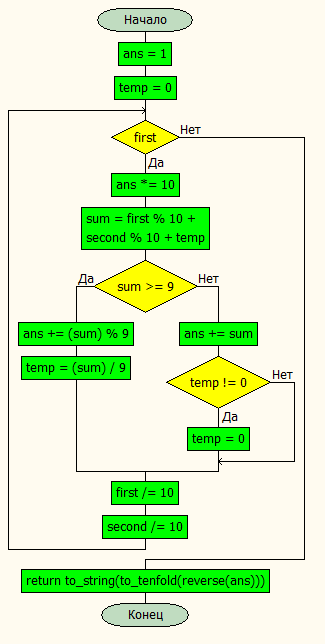 Начало
ans = 1
temp = 0
first
Нет
Да
ans *= 10
sum = first % 10 +
second % 10 + temp
Да
Нет
sum >= 9
ans += (sum) % 9
ans += sum
temp = (sum) / 9
temp != 0
Нет
Да
temp = 0
first /= 10
second /= 10
return to_string(to_tenfold(reverse(ans)))
Конец